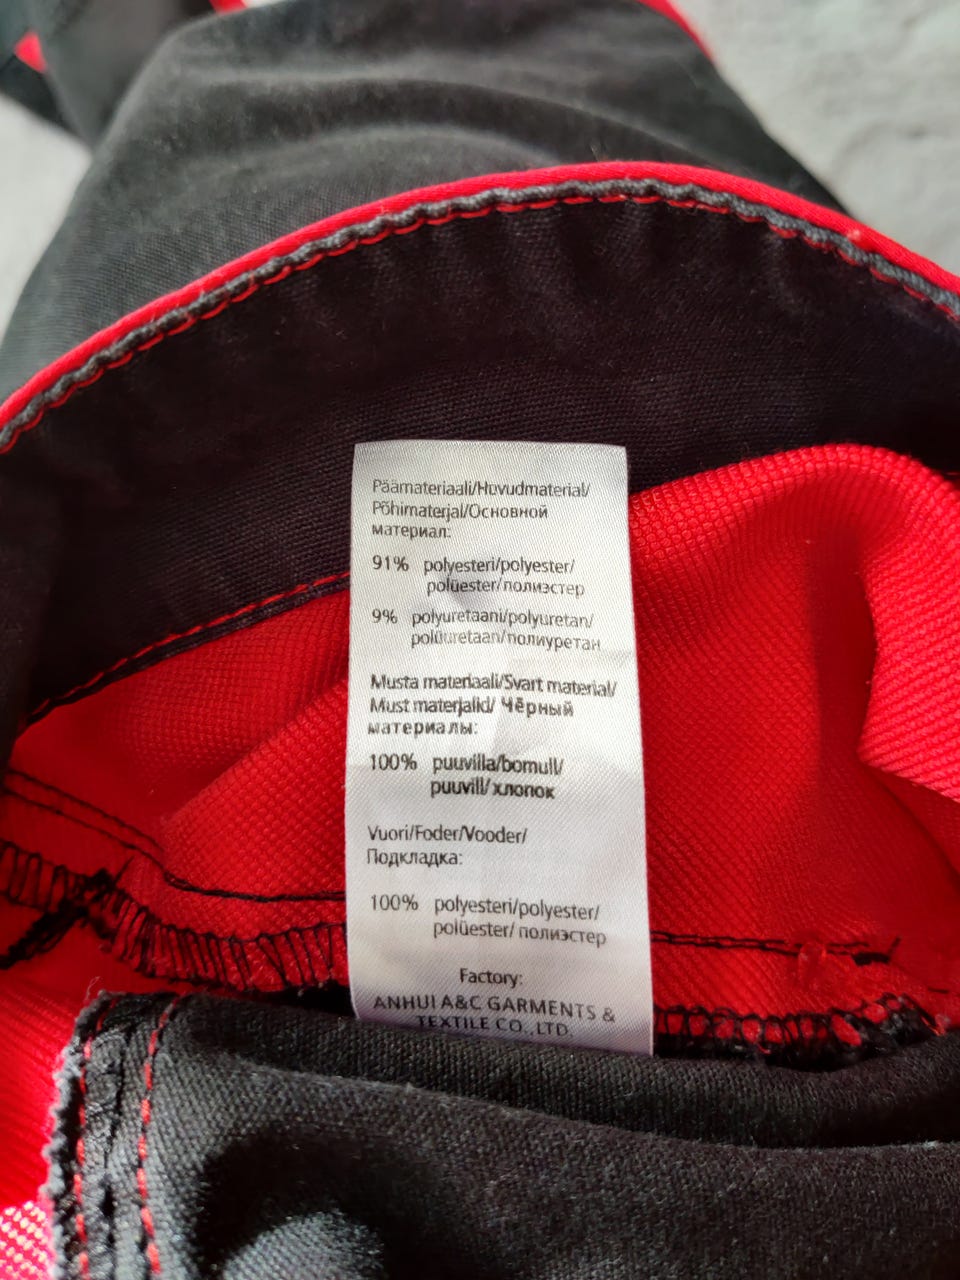 Päämateriaali/Huvudmaterial/
Põhimaterjal/Основной
материал:
91% polyesteri/polyester/
polüester/полиэстер
9% polyuretaani/polyuretan/
polüuretaan/полиуретан
Musta materiaali/Svart material/
Must materjalid/ Чёрный
материалы:
100% puuvilla/bomull/
puuvill/хлопок
Vuori/Foder/Vooder/
Подкладка:
100% polyesteri/polyester/
polüester/ полиэстер
Factory:
ANHUI A&C GARMENTS &
TEXTILE CO., LTD.